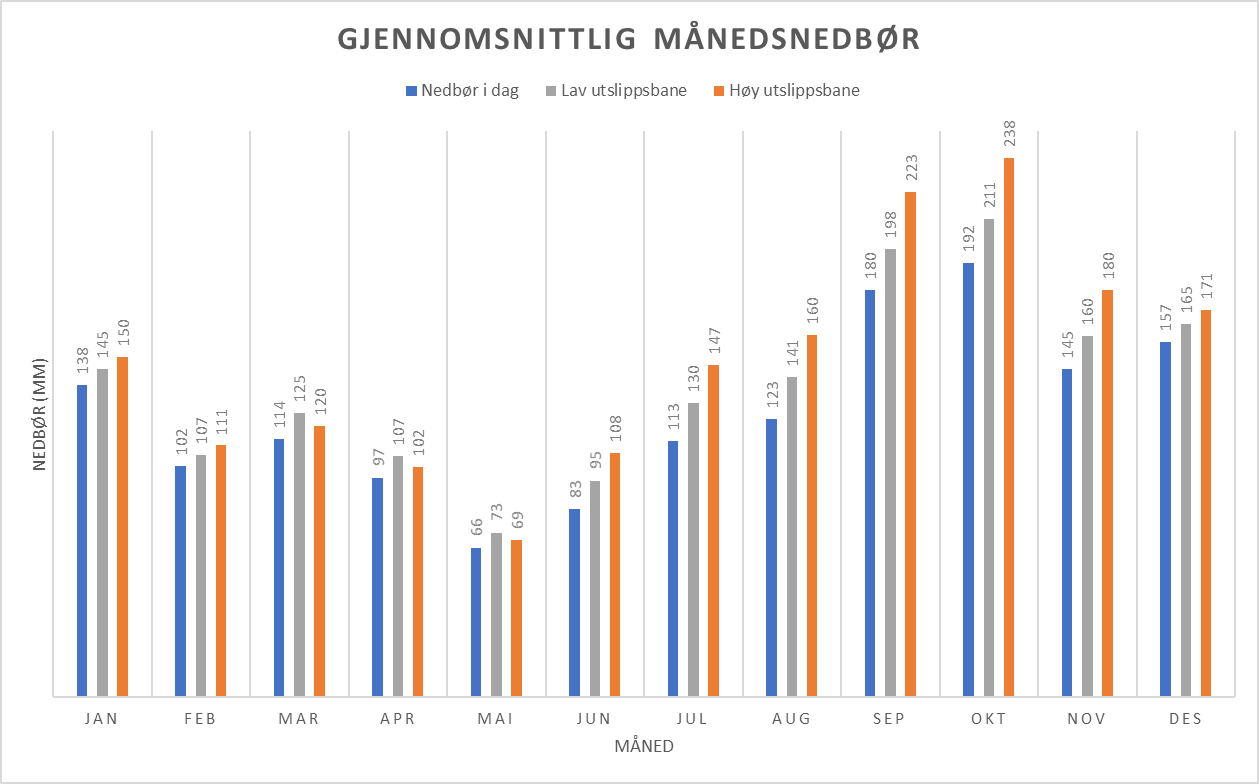 GJENNOMSNITTLIG MÅNEDSNEDBØR
Nedbør i dag Lav utslippsbane Høy utslippsbane
NEDBØR (MM)
138 145 150
102 107 111
114 125 120
97 107 102
66 73 69
83 95 108
113 130 147
123 141 160
180 198 223
192 211 238
145 160 180
157 165 171
JAN FEB MAR APR MAI JUN JUL AUG SEP OKT NOV DES
MÅNED